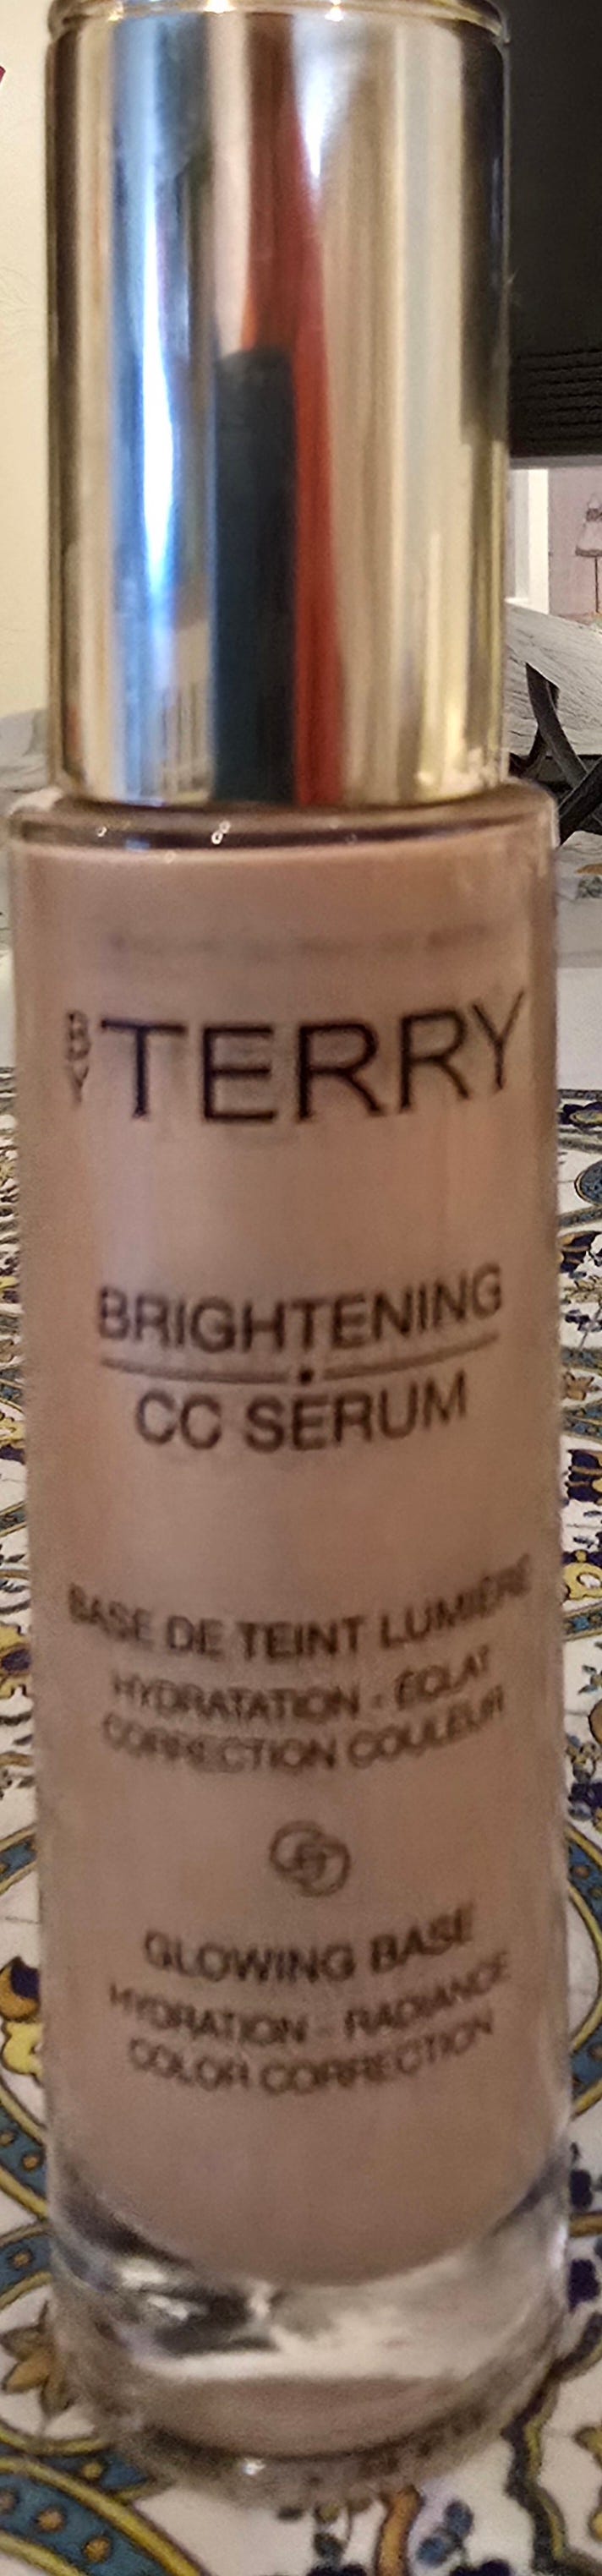 BY TERRY
BRIGHTENING
CC SERUM
BASE DE TEINT LUMIÈRE
HYDRATATION - ÉCLAT
CORRECTION COULEUR
GLOWING BASE
HYDRATION - RADIANCE
COLOR CORRECTION